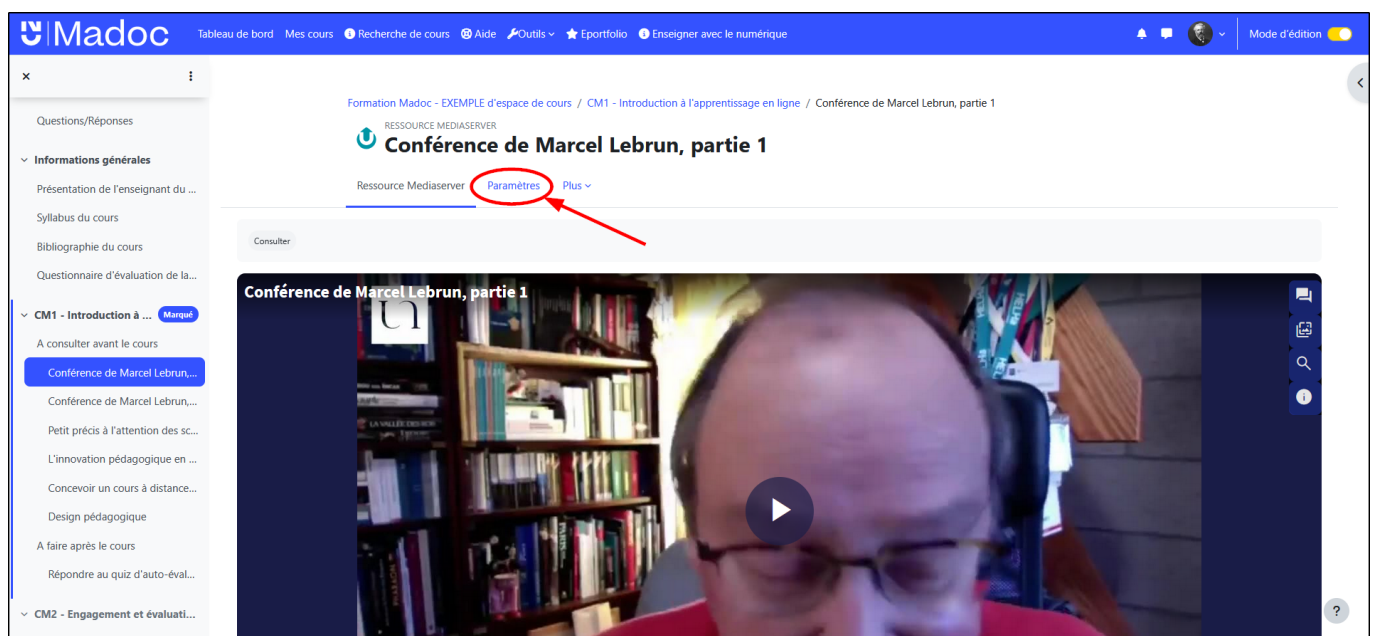 Madoc
Tableau de bord Mes cours Recherche de cours Aide Outils Eportfolio Enseigner avec le numérique Mode d'édition
Formation Madoc - EXEMPLE d'espace de cours / CM1 - Introduction à l'apprentissage en ligne / Conférence de Marcel Lebrun, partie 1
RESSOURCE MEDIASERVER
Conférence de Marcel Lebrun, partie 1
Ressource Mediaserver Paramètres Plus
Consulter
Conférence de Marcel Lebrun, partie 1
LA VALLÉE DES
Questions/Réponses
Informations générales
Présentation de l'enseignant du ...
Syllabus du cours
Bibliographie du cours
Questionnaire d'évaluation de la...
CM1 - Introduction à ... Marqué
A consulter avant le cours
Conférence de Marcel Lebrun,...
Conférence de Marcel Lebrun,...
Petit précis à l'attention des sc...
L'innovation pédagogique en ...
Concevoir un cours à distance...
Design pédagogique
A faire après le cours
Répondre au quiz d'auto-éval...
CM2 - Engagement et évaluati...
?